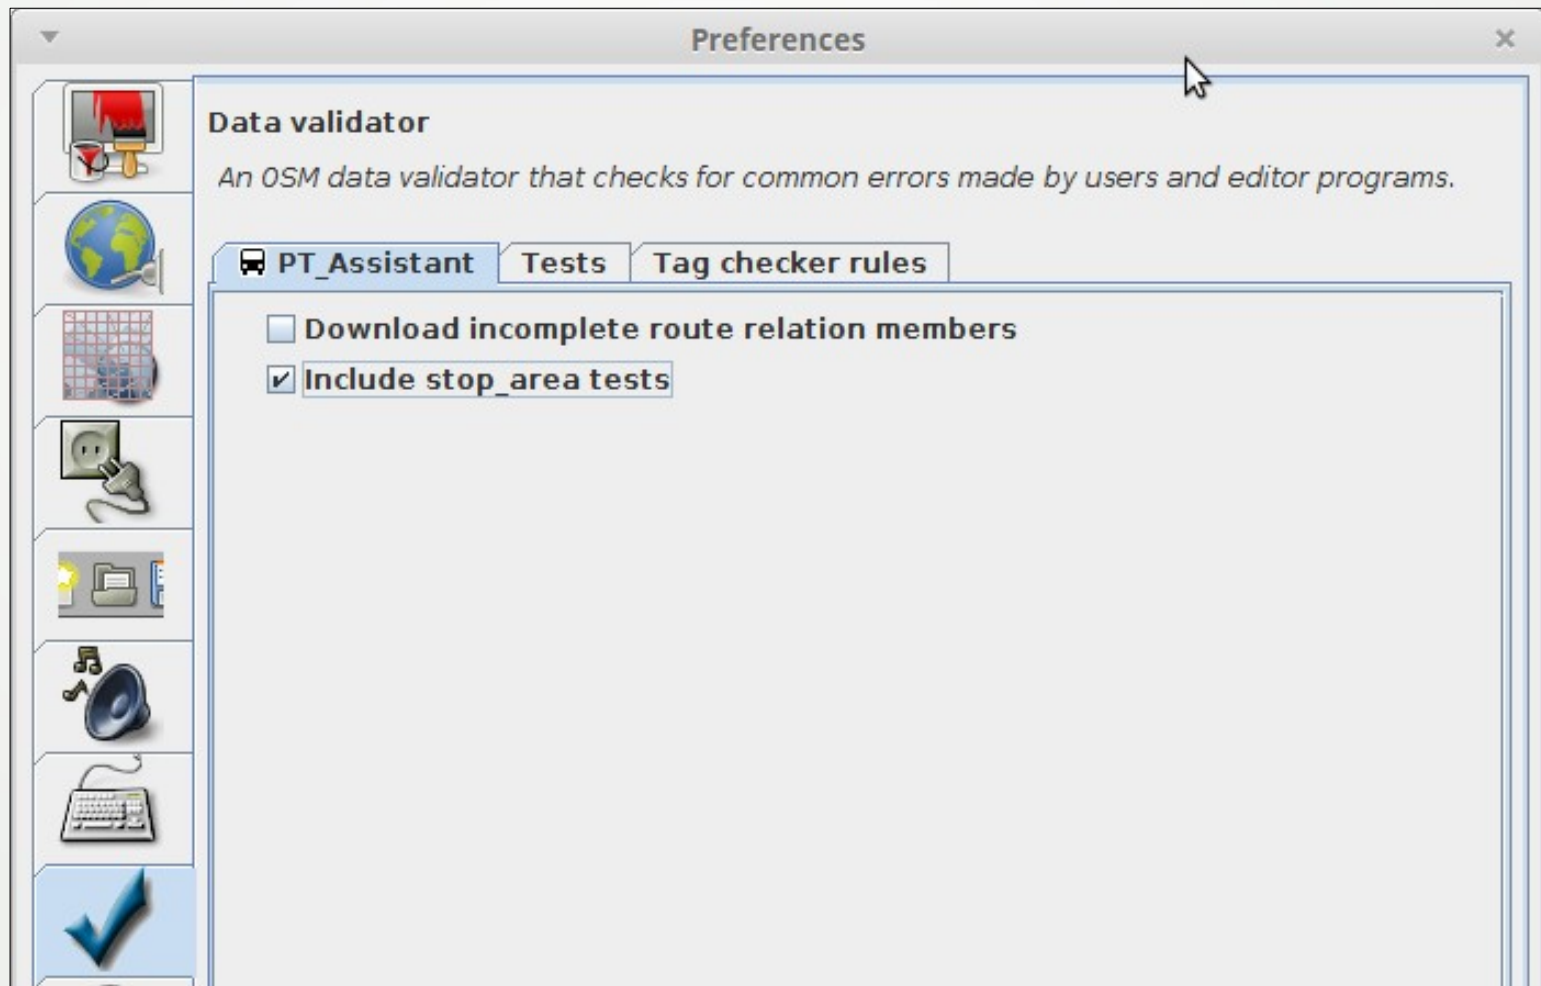 Preferences
Data validator
An OSM data validator that checks for common errors made by users and editor programs.
PT_Assistant Tests Tag checker rules
Download incomplete route relation members
Include stop_area tests